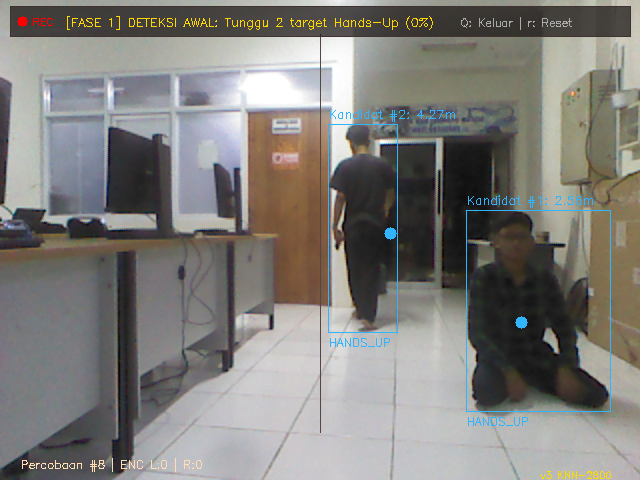 REC
[FASE 1] DETEKSI AWAL: Tunggu 2 target Hands-Up (0%)
Q: Keluar | r: Reset
Kandidat #2: 4.27m
Kandidat #1: 2.50m
HANDS_UP
HANDS_UP
Percobaan #8 | ENC L:0 | R:0